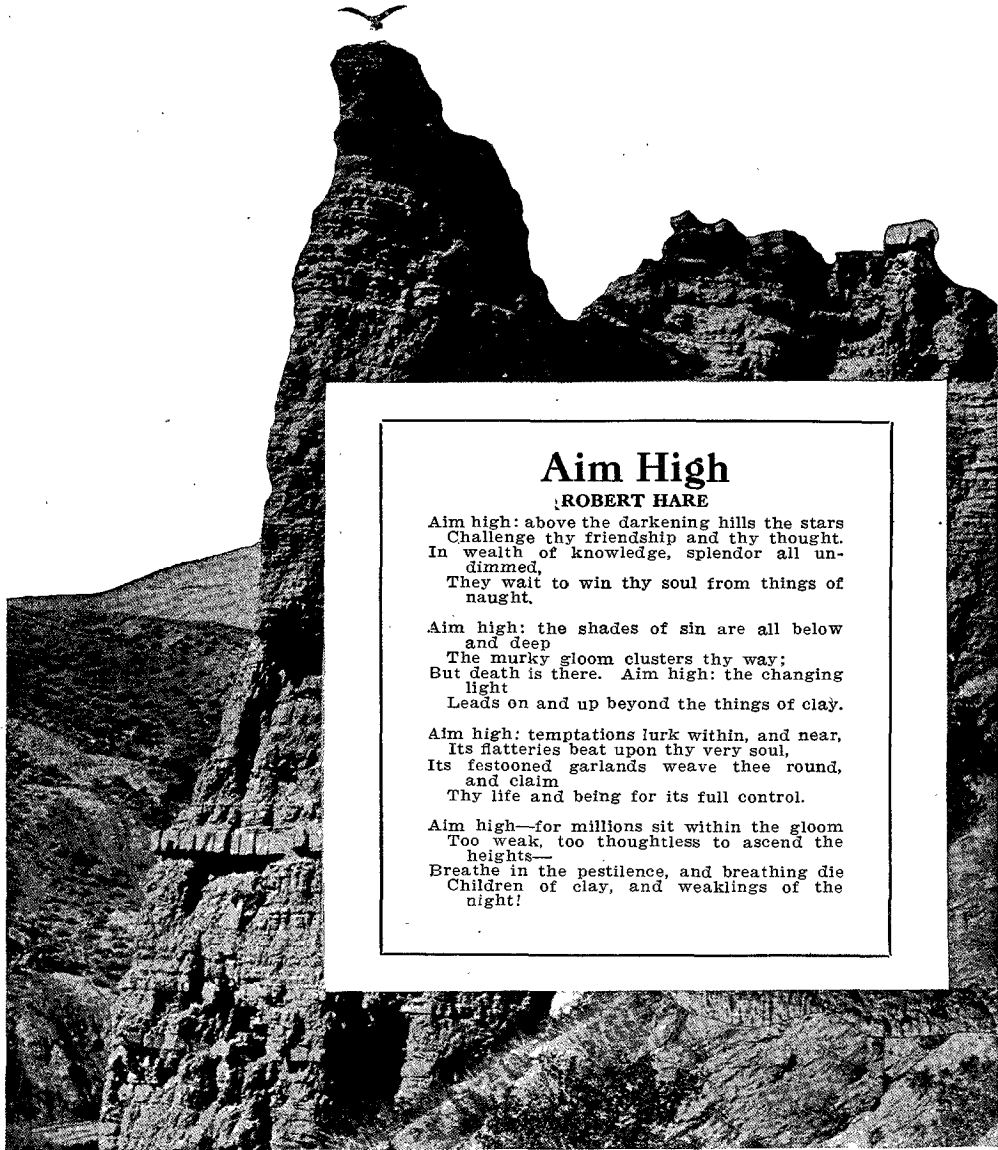 Aim High
ROBERT HARE
Aim high: above the darkening hills the stars
Challenge thy friendship and thy thought.
In wealth of knowledge, splendor all un-
dimmed,
They wait to win thy soul from things of
naught.
Aim high: the shades of sin are all below
and deep
The murky gloom clusters thy way;
But death is there. Aim high: the changing
light
Leads on and up beyond the things of clay.
Aim high: temptations lurk within, and near,
Its flatteries beat upon thy very soul,
Its festooned garlands weave thee round,
and claim
Thy life and being for its full control.
Aim high—for millions sit within the gloom
Too weak, too thoughtless to ascend the
heights—
Breathe in the pestilence, and breathing die
Children of clay, and weaklings of the
night!